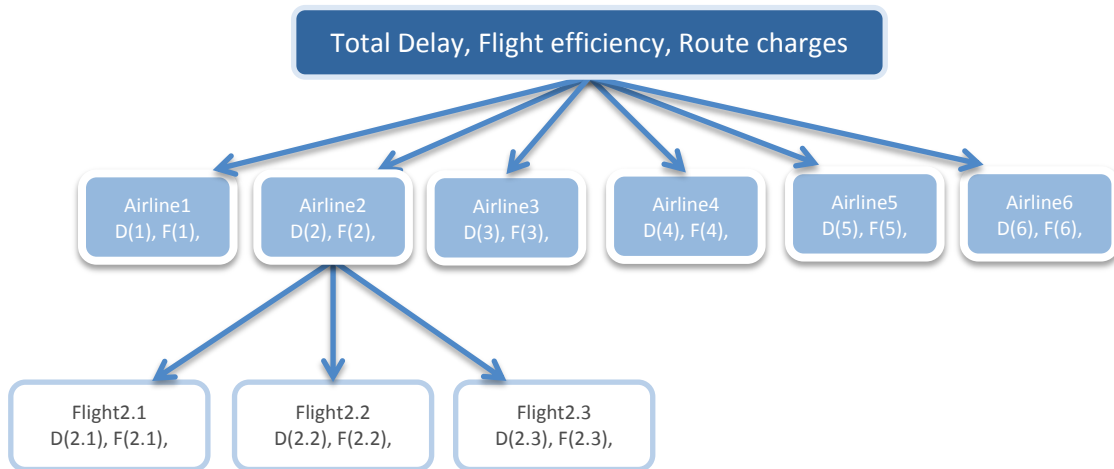 Total Delay, Flight efficiency, Route charges
Airline1
D(1), F(1),
Airline2
D(2), F(2),
Airline3
D(3), F(3),
Airline4
D(4), F(4),
Airline5
D(5), F(5),
Airline6
D(6), F(6),
Flight2.1
D(2.1), F(2.1),
Flight2.2
D(2.2), F(2.2),
Flight2.3
D(2.3), F(2.3),